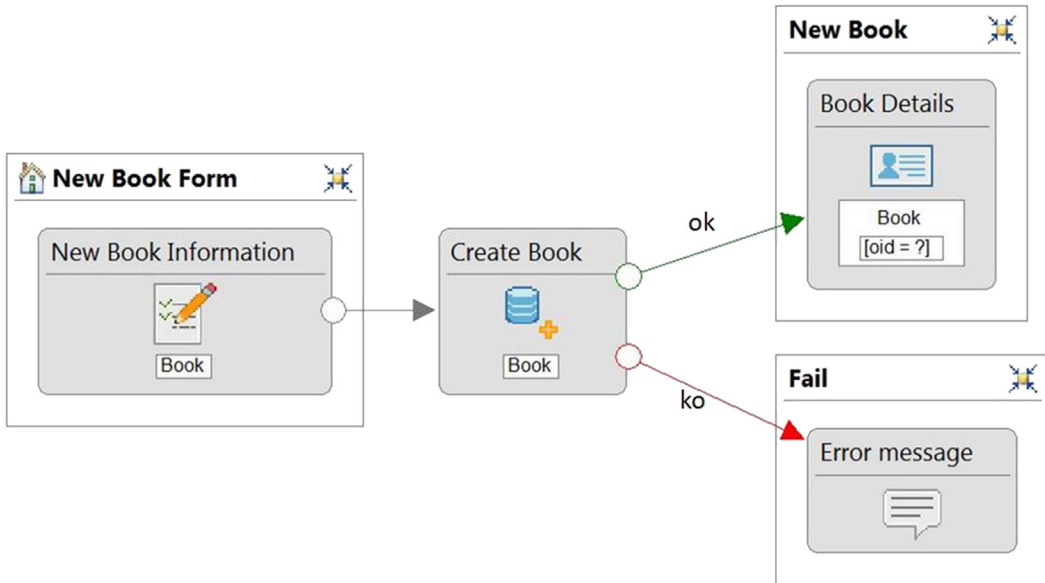 New Book Form
New Book Information
Book
Create Book
Book
ok
ko
New Book
Book Details
Book
[oid = ?]
Fail
Error message